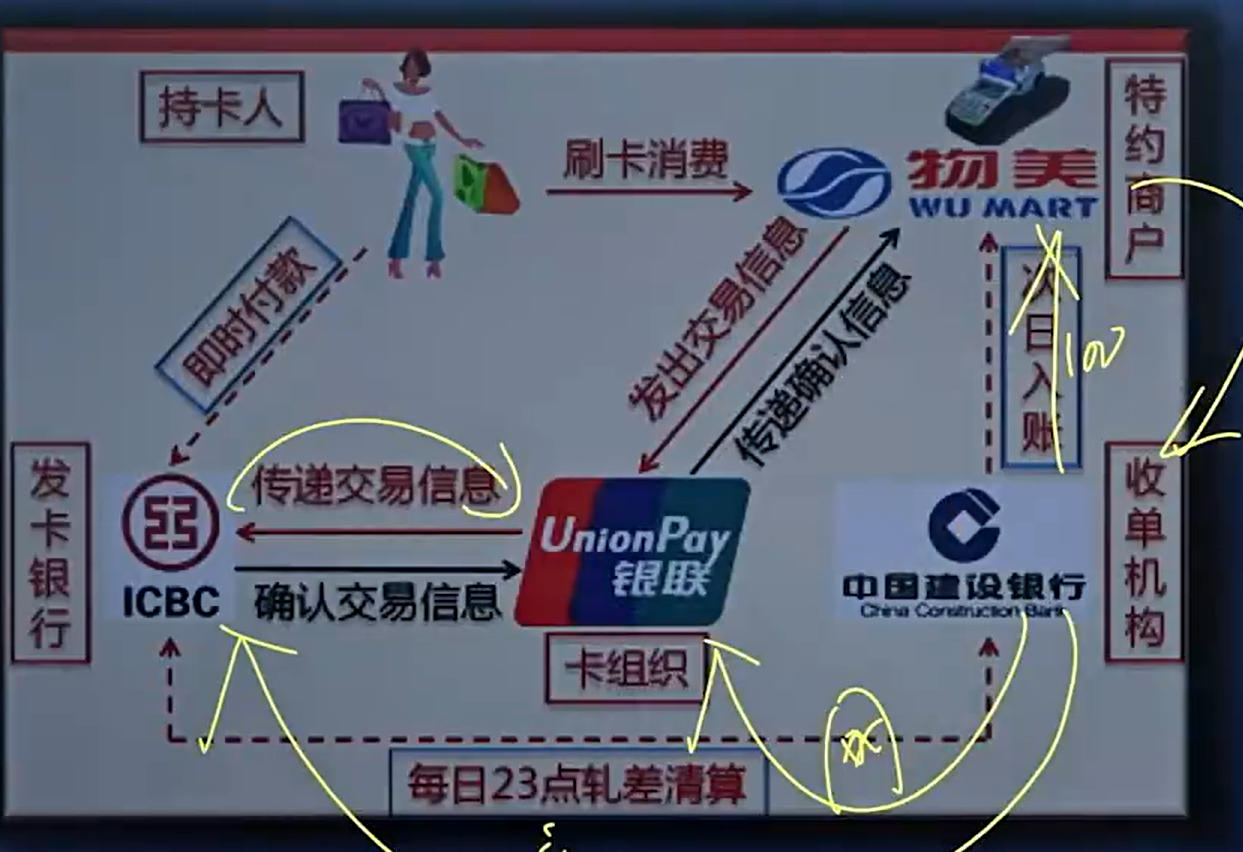 持卡人
刷卡消费
物美
WU MART
特约商户
即时付款
发出交易信息
传递确认信息
次日入账
100
发卡银行
ICBC
传递交易信息
确认交易信息
UnionPay
银联
卡组织
中国建设银行
China Construction Bank
收单机构
每日23点轧差清算